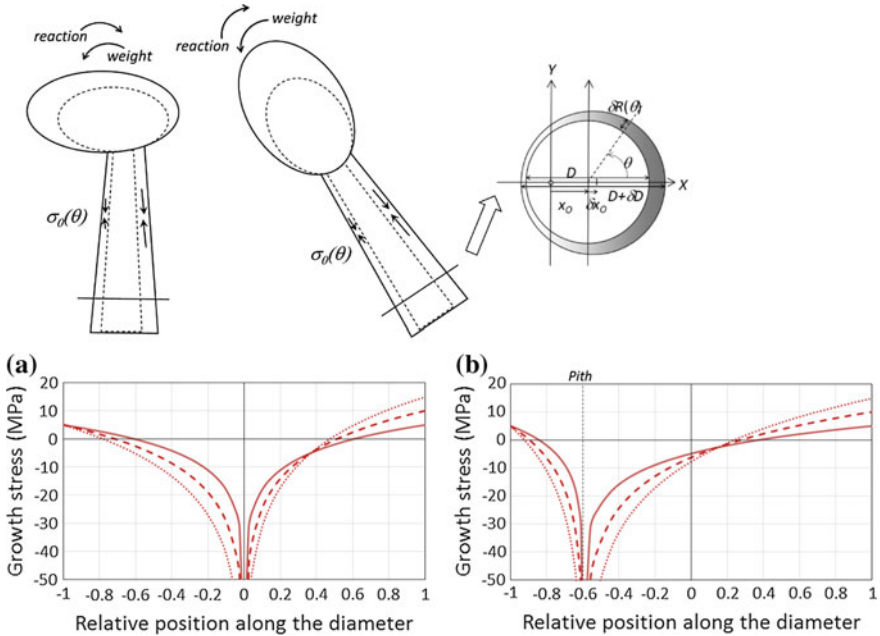 reaction
weight
σ₀(θ)
reaction
weight
σ₀(θ)
Y
δR(θ)
θ
D
X
D+δD
x_O
δx_O
(a)
Growth stress (MPa)
20
10
0
-10
-20
-30
-40
-50
-1 -0.8 -0.6 -0.4 -0.2 0 0.2 0.4 0.6 0.8 1
Relative position along the diameter
(b)
Pith
Growth stress (MPa)
20
10
0
-10
-20
-30
-40
-50
-1 -0.8 -0.6 -0.4 -0.2 0 0.2 0.4 0.6 0.8 1
Relative position along the diameter